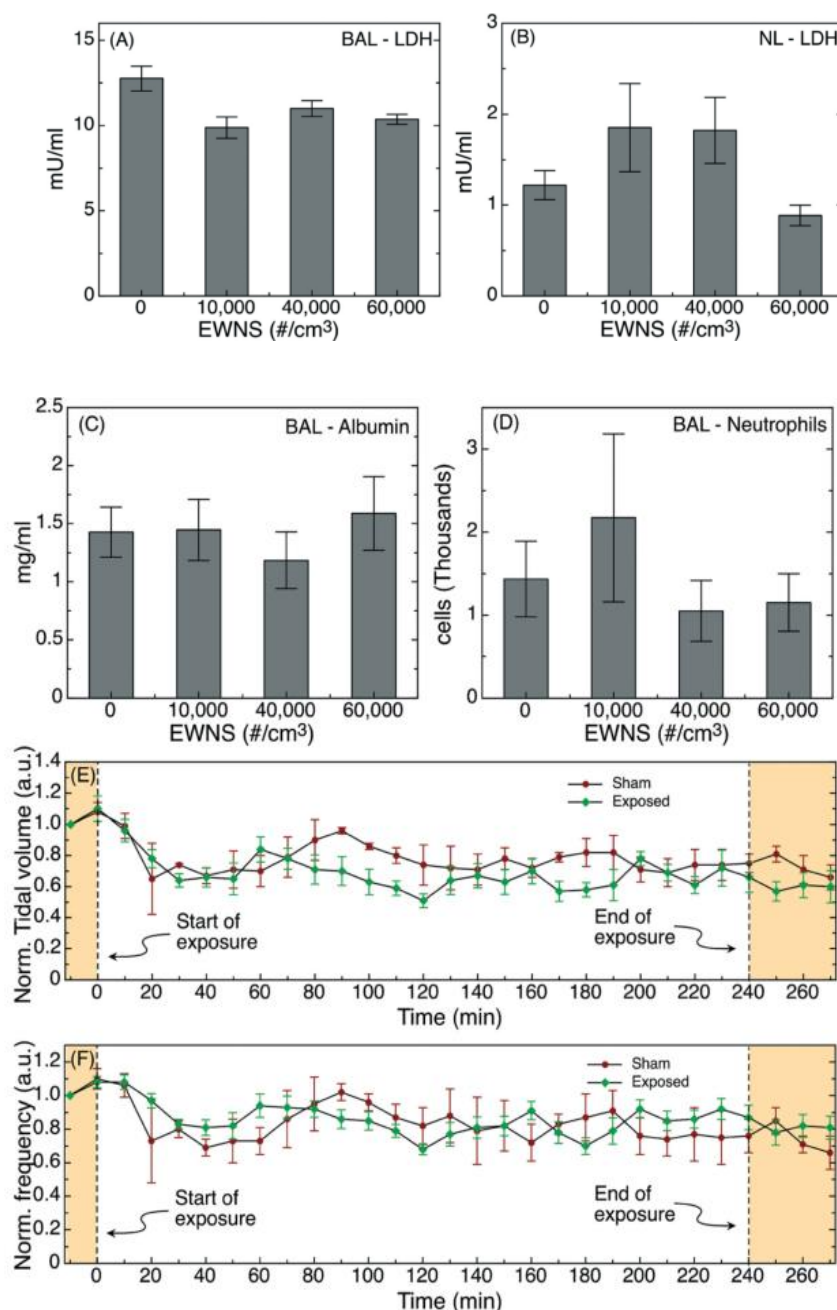 (A) BAL - LDH
15
10
5
0
mU/ml
0 10,000 40,000 60,000
EWNS (#/cm³)
(B) NL - LDH
3
2
1
0
mU/ml
0 10,000 40,000 60,000
EWNS (#/cm³)
(C) BAL - Albumin
2.5
2
1.5
1
0.5
0
mg/ml
0 10,000 40,000 60,000
EWNS (#/cm³)
(D) BAL - Neutrophils
3
2
1
0
cells (Thousands)
0 10,000 40,000 60,000
EWNS (#/cm³)
(E)
1.4
1.2
1.0
0.8
0.6
0.4
0.2
0
Norm. Tidal volume (a.u.)
Sham
Exposed
Start of
exposure
End of
exposure
0 20 40 60 80 100 120 140 160 180 200 220 240 260
Time (min)
(F)
1.2
1.0
0.8
0.6
0.4
0.2
0
Norm. frequency (a.u.)
Sham
Exposed
Start of
exposure
End of
exposure
0 20 40 60 80 100 120 140 160 180 200 220 240 260
Time (min)